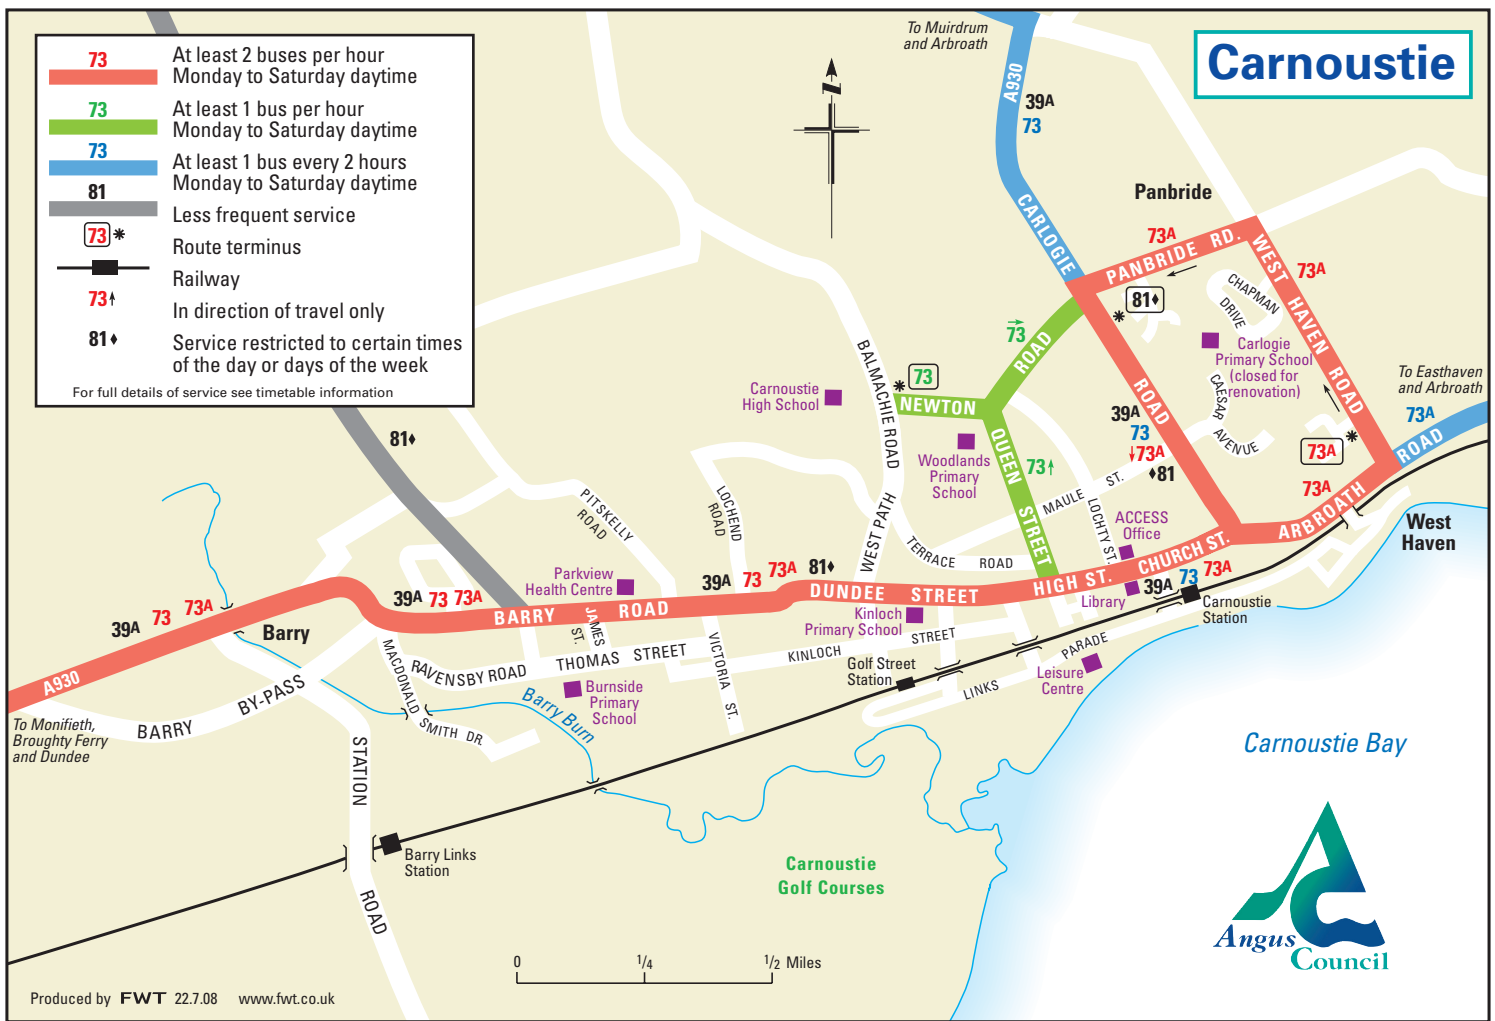 73
At least 2 buses per hour
Monday to Saturday daytime
73
At least 1 bus per hour
Monday to Saturday daytime
73
At least 1 bus every 2 hours
Monday to Saturday daytime
81
Less frequent service
73*
Route terminus
Railway
73↑
In direction of travel only
81♦
Service restricted to certain times
of the day or days of the week
For full details of service see timetable information
To Muirdrum
and Arbroath
Carnoustie
N
A930
39A
73
CARLOGIE
ROAD
Panbride
73A
PANBRIDE RD.
WEST HAVEN ROAD
73A
81♦
*
CHAPMAN
DRIVE
Carlogie
Primary School
(closed for
renovation)
CAESAR
AVENUE
To Easthaven
and Arbroath
73A
ROAD
*
73A
73A
ARBROATH
West
Haven
→
73
ROAD
*
73
NEWTON
Carnoustie
High School
BALMACHIE ROAD
Woodlands
Primary
School
QUEEN STREET
73↑
39A
73
↓73A
♦81
MAULE ST.
LOCHTY ST.
ACCESS
Office
81♦
PITSKELLY
ROAD
LOCHEND
ROAD
WEST PATH
TERRACE ROAD
CHURCH ST.
HIGH ST.
Library
39A 73 73A
Carnoustie
Station
Parkview
Health Centre
39A 73 73A 81♦
DUNDEE STREET
39A 73 73A
BARRY ROAD
39A 73 73A
A930
Barry
JAMES
ST.
Kinloch
Primary School
KINLOCH STREET
PARADE
LINKS
Leisure
Centre
Golf Street
Station
MACDONALD
SMITH DR.
RAVENSBY ROAD
THOMAS STREET
VICTORIA ST.
Burnside
Primary
School
Barry Burn
BARRY BY-PASS
To Monifieth,
Broughty Ferry
and Dundee
STATION
ROAD
Barry Links
Station
Carnoustie Bay
Carnoustie
Golf Courses
Angus
Council
0 1/4 1/2 Miles
Produced by FWT 22.7.08 www.fwt.co.uk